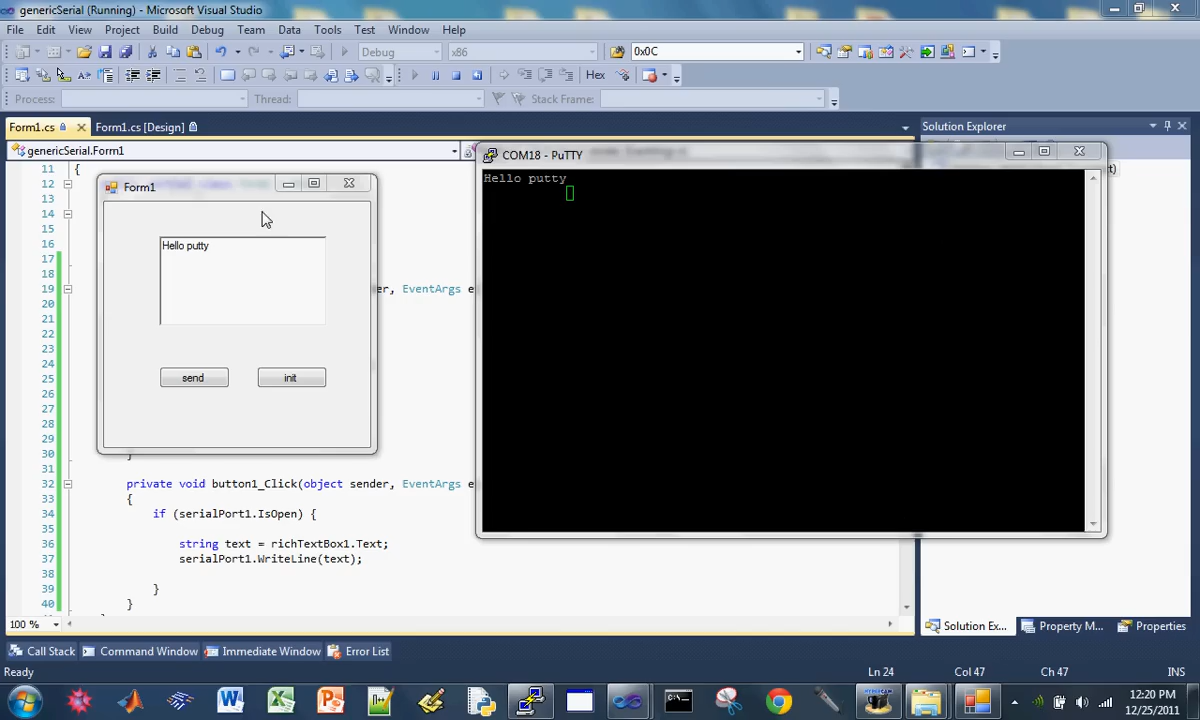 genericSerial (Running) - Microsoft Visual Studio
File Edit View Project Build Debug Team Data Tools Test Window Help
Debug x86 0x0C
Hex
Process: Thread: Stack Frame:
Form1.cs Form1.cs [Design] Solution Explorer
genericSerial.Form1
COM18 - PuTTY
Hello putty
Form1
Hello putty
send init
11 {
12
13
14
15
16
17
18
19 er, EventArgs e
20
21
22
23
24
25
26
27
28
29
30 }
31
32 private void button1_Click(object sender, EventArgs e
33 {
34 if (serialPort1.IsOpen) {
35
36 string text = richTextBox1.Text;
37 serialPort1.WriteLine(text);
38
39 }
40 }
100 %
Solution Ex... Property M... Properties
Call Stack Command Window Immediate Window Error List
Ready Ln 24 Col 47 Ch 47 INS
12:20 PM
12/25/2011